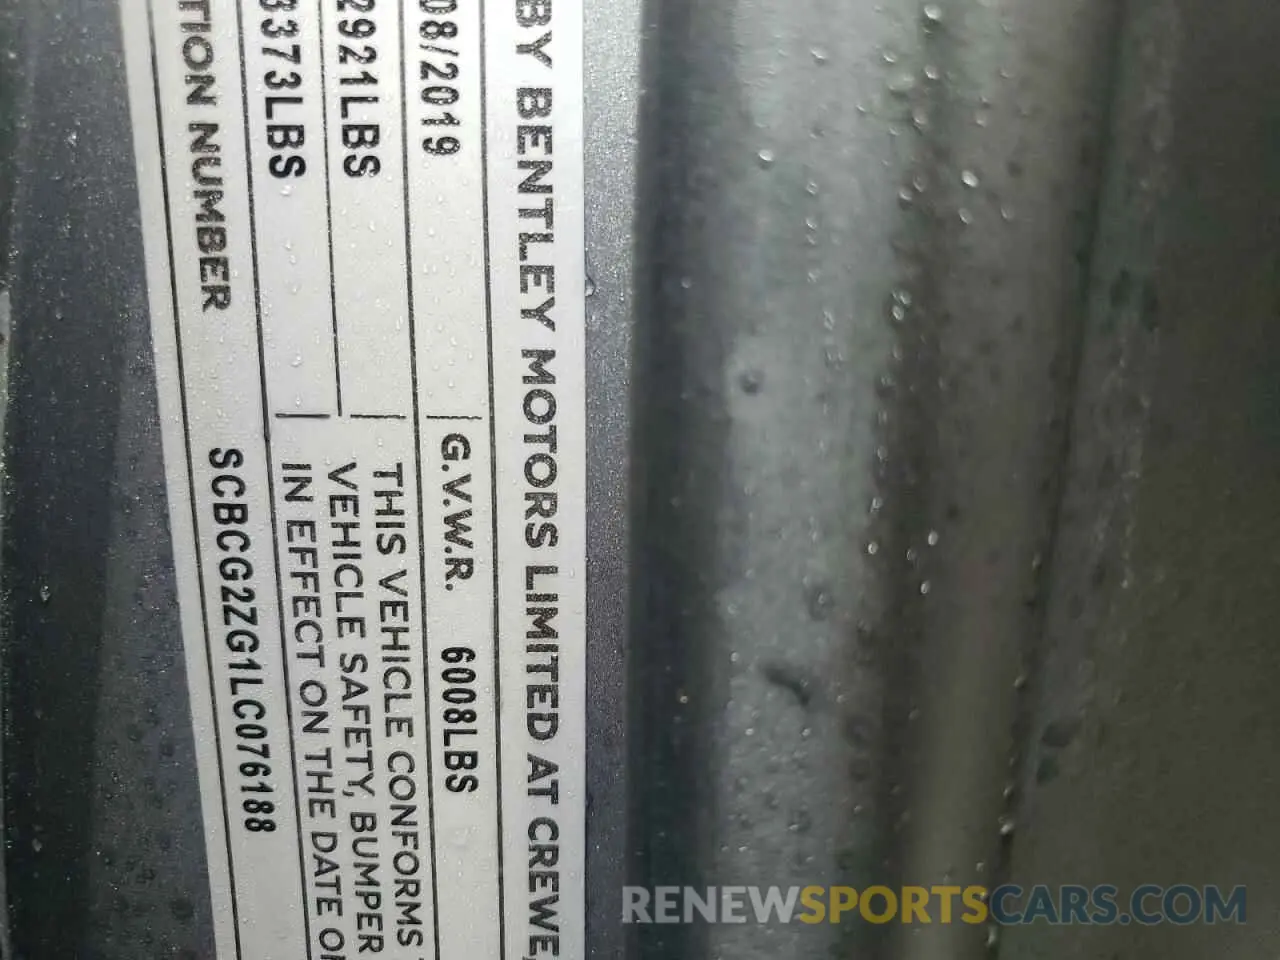 BY BENTLEY MOTORS LIMITED AT CREWE,
08/2019 G.V.W.R. 6008LBS
2921LBS THIS VEHICLE CONFORMS
VEHICLE SAFETY, BUMPER
3373LBS IN EFFECT ON THE DATE
TION NUMBER SCBCG2ZG1LC076188
RENEWSPORTSCARS.COM